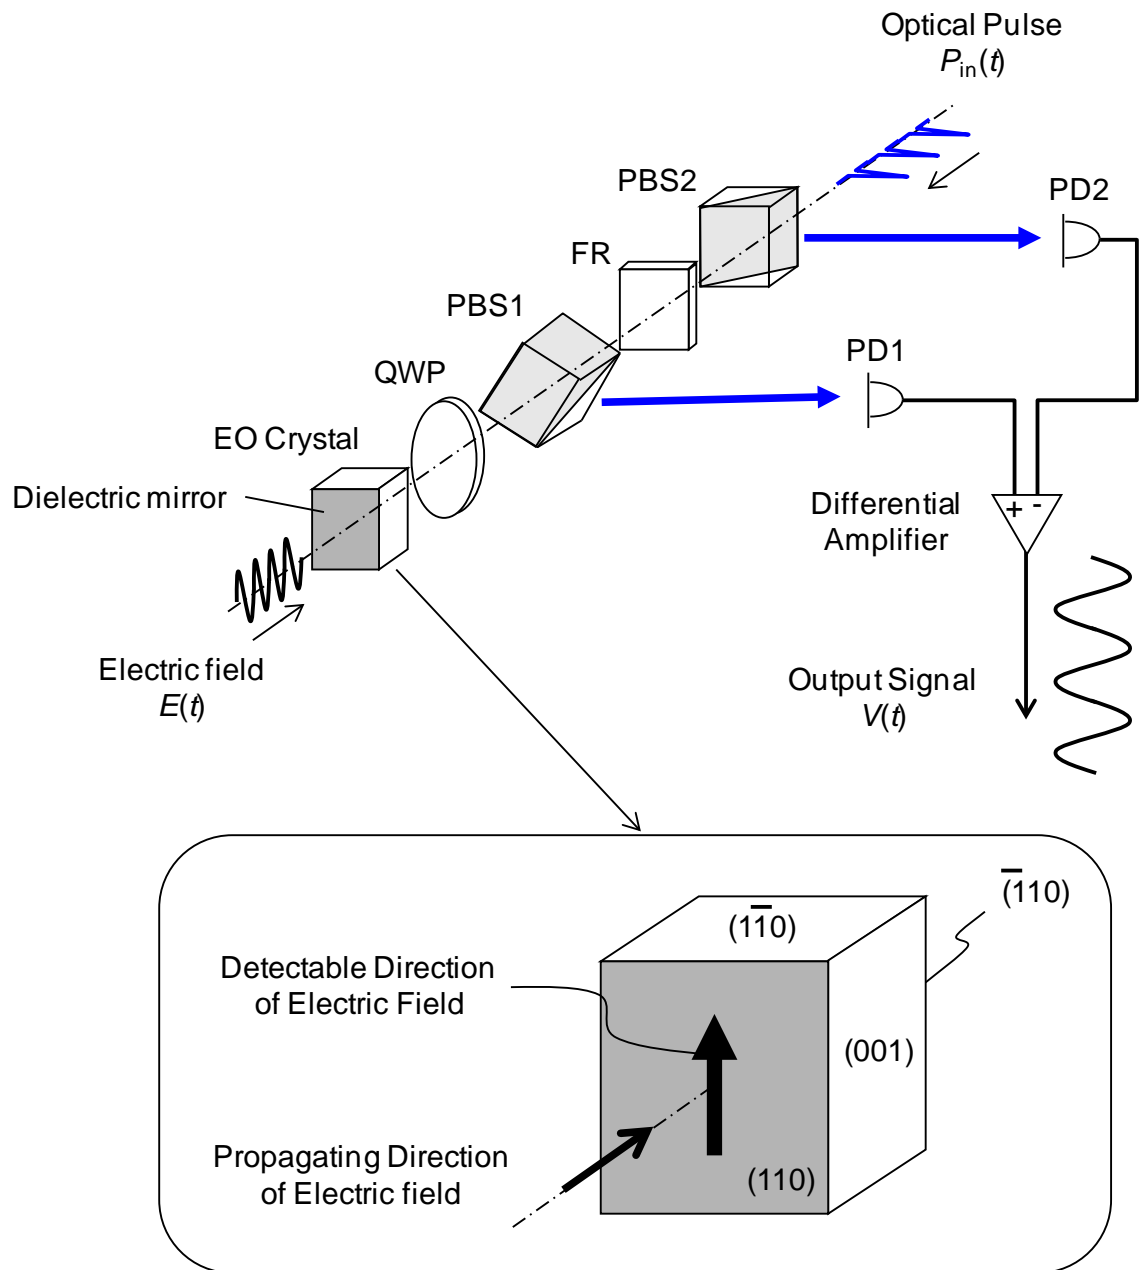 Optical Pulse
P_in(t)
PBS2
PD2
FR
PBS1
PD1
QWP
EO Crystal
Dielectric mirror
Differential
Amplifier
+ -
Electric field
E(t)
Output Signal
V(t)
(1̅10)
(11̅0)
Detectable Direction
of Electric Field
(001)
Propagating Direction
of Electric field
(110)